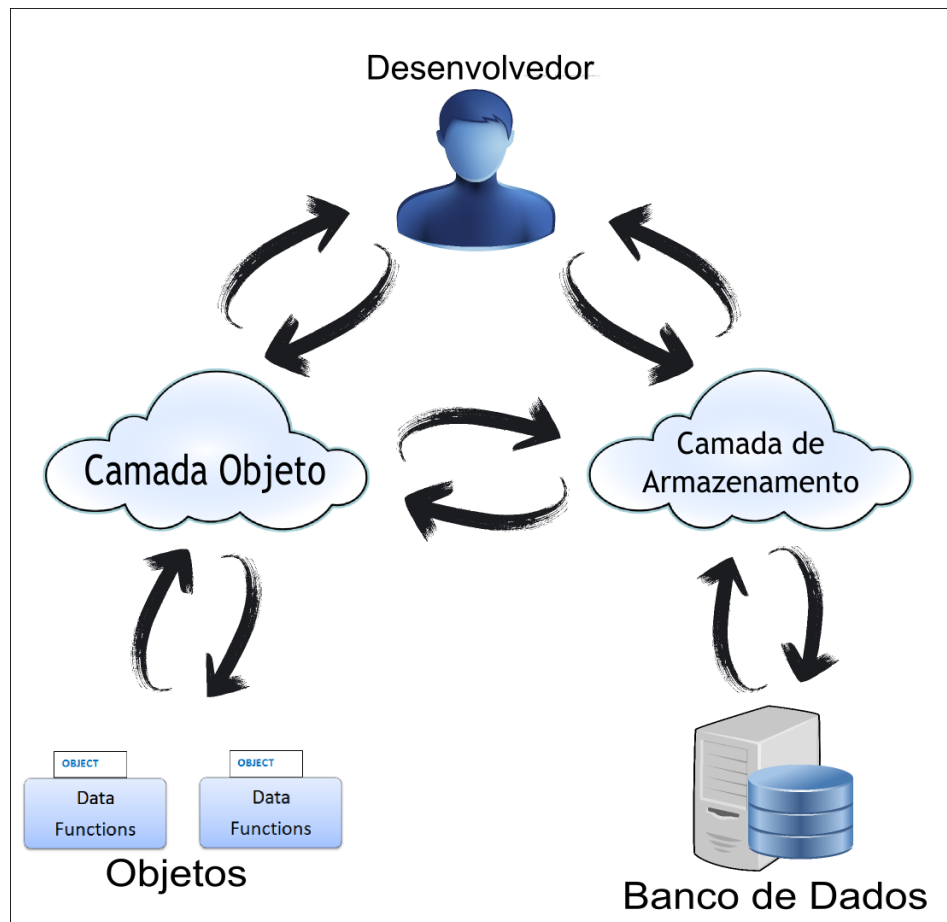 Desenvolvedor
Camada Objeto
Camada de
Armazenamento
OBJECT
Data
Functions
OBJECT
Data
Functions
Objetos
Banco de Dados